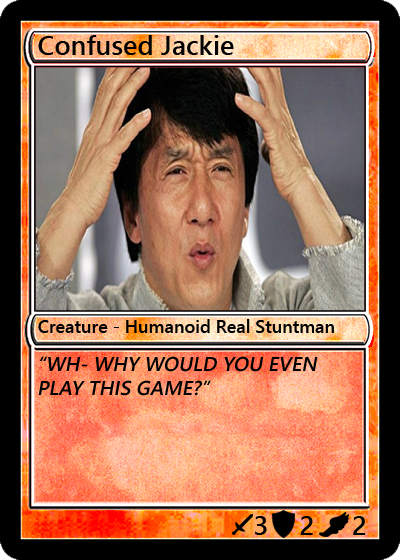 Confused Jackie
Creature - Humanoid Real Stuntman
“WH- WHY WOULD YOU EVEN
PLAY THIS GAME?”
3 2 2